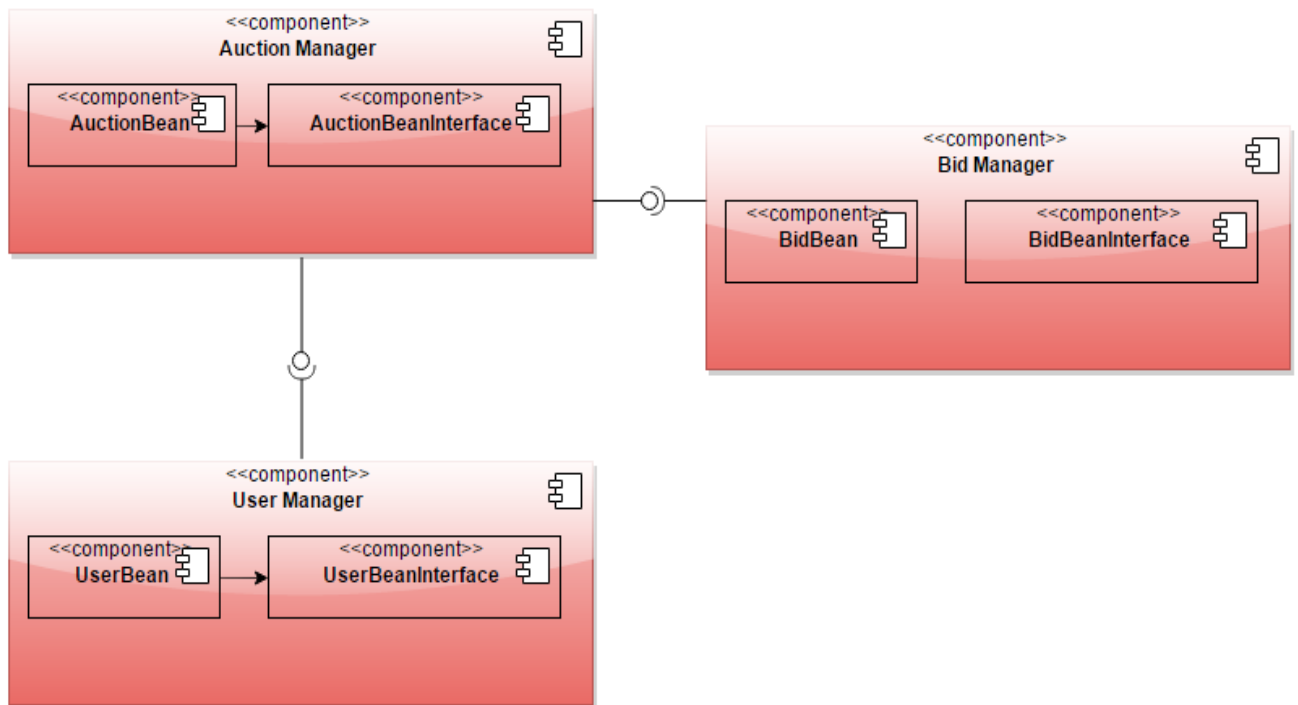 <<component>>
Auction Manager
<<component>>
AuctionBean
<<component>>
AuctionBeanInterface
<<component>>
Bid Manager
<<component>>
BidBean
<<component>>
BidBeanInterface
<<component>>
User Manager
<<component>>
UserBean
<<component>>
UserBeanInterface